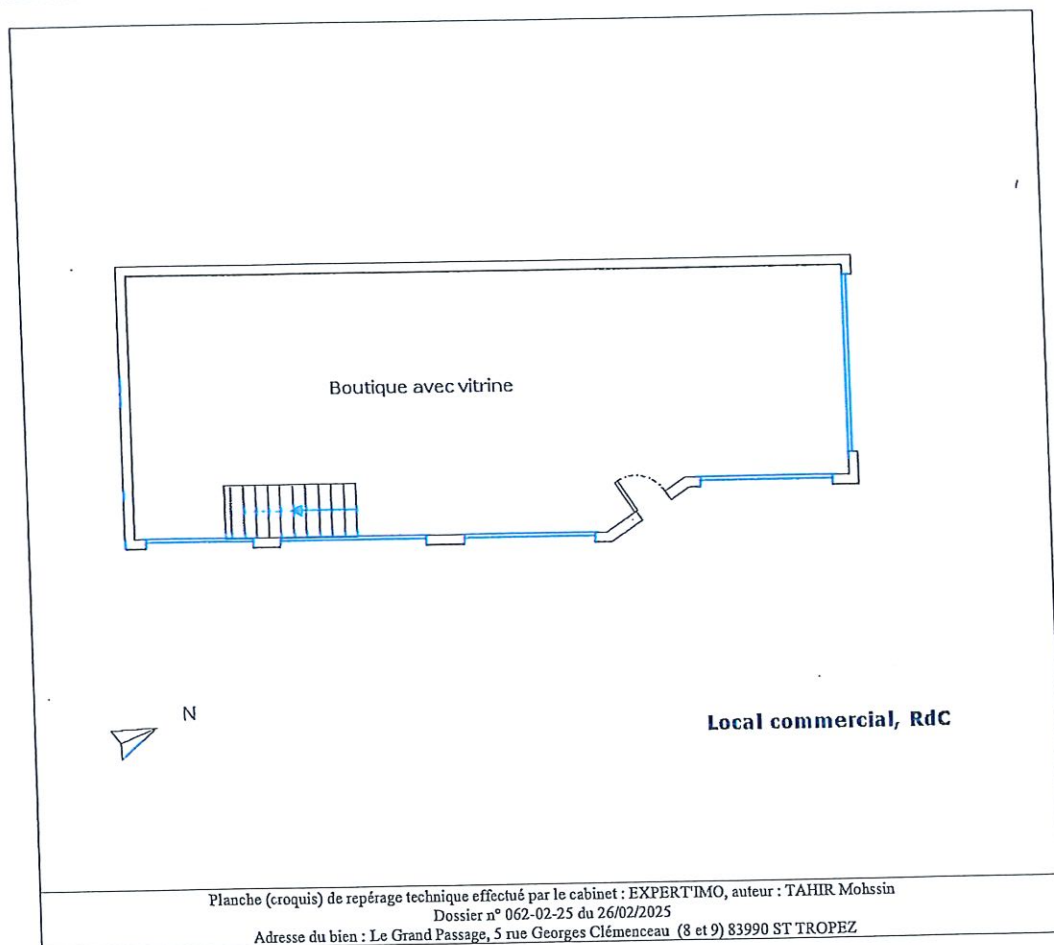 Boutique avec vitrine
N
Local commercial, RdC
Planche (croquis) de repérage technique effectué par le cabinet : EXPERT'IMO, auteur : TAHIR Mohssin
Dossier n° 062-02-25 du 26/02/2025
Adresse du bien : Le Grand Passage, 5 rue Georges Clémenceau (8 et 9) 83990 ST TROPEZ